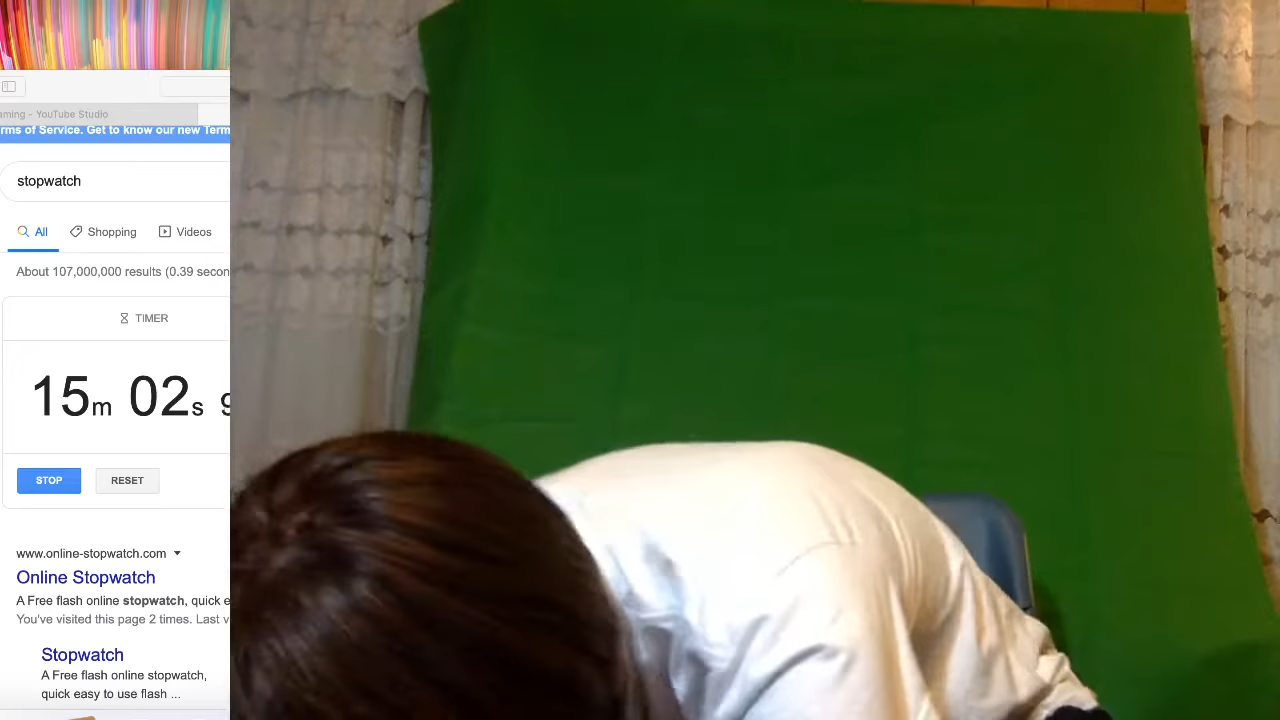 aming - YouTube Studio
rms of Service. Get to know our new Term
stopwatch
All Shopping Videos
About 107,000,000 results (0.39 secon
TIMER
15m 02s 9
STOP RESET
www.online-stopwatch.com
Online Stopwatch
A Free flash online stopwatch, quick e
You've visited this page 2 times. Last v
Stopwatch
A Free flash online stopwatch,
quick easy to use flash ...